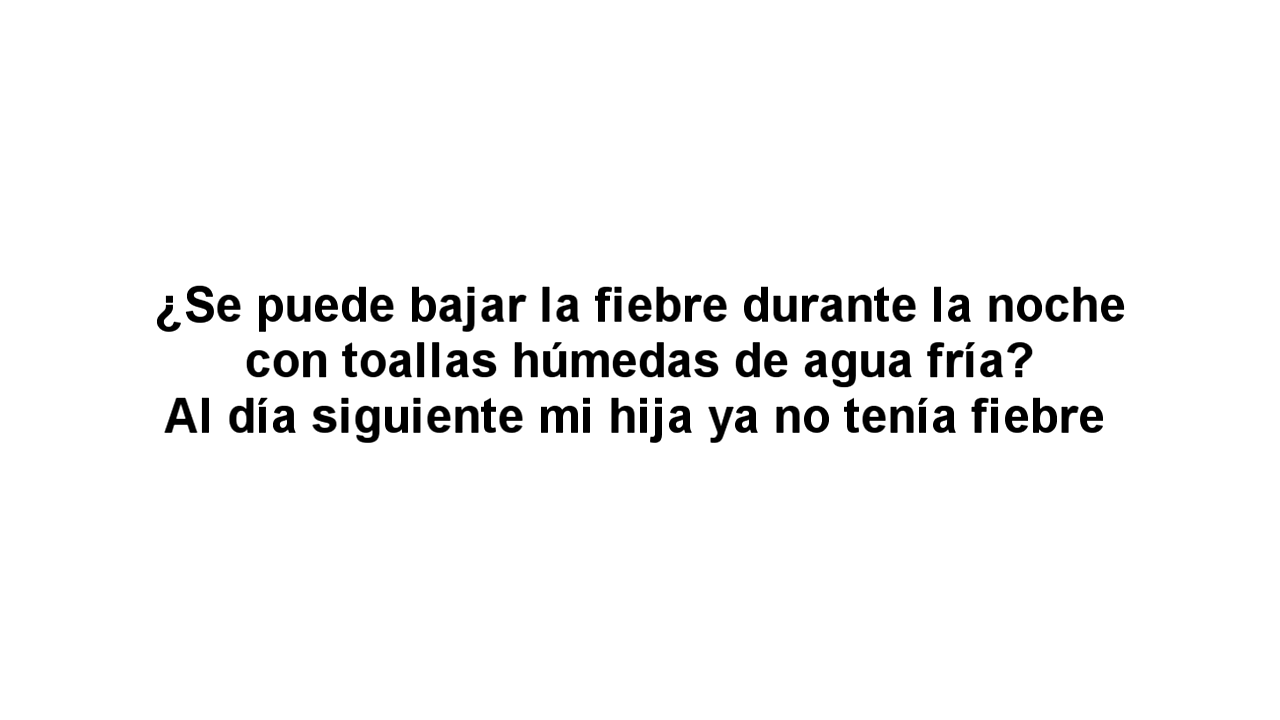 ¿Se puede bajar la fiebre durante la noche
con toallas húmedas de agua fría?
Al día siguiente mi hija ya no tenía fiebre